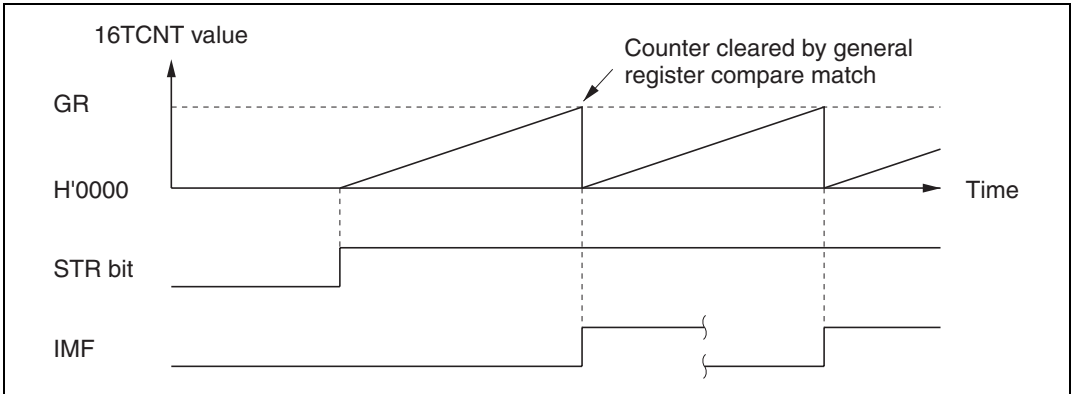 16TCNT value
Counter cleared by general
register compare match
GR
H'0000
Time
STR bit
IMF